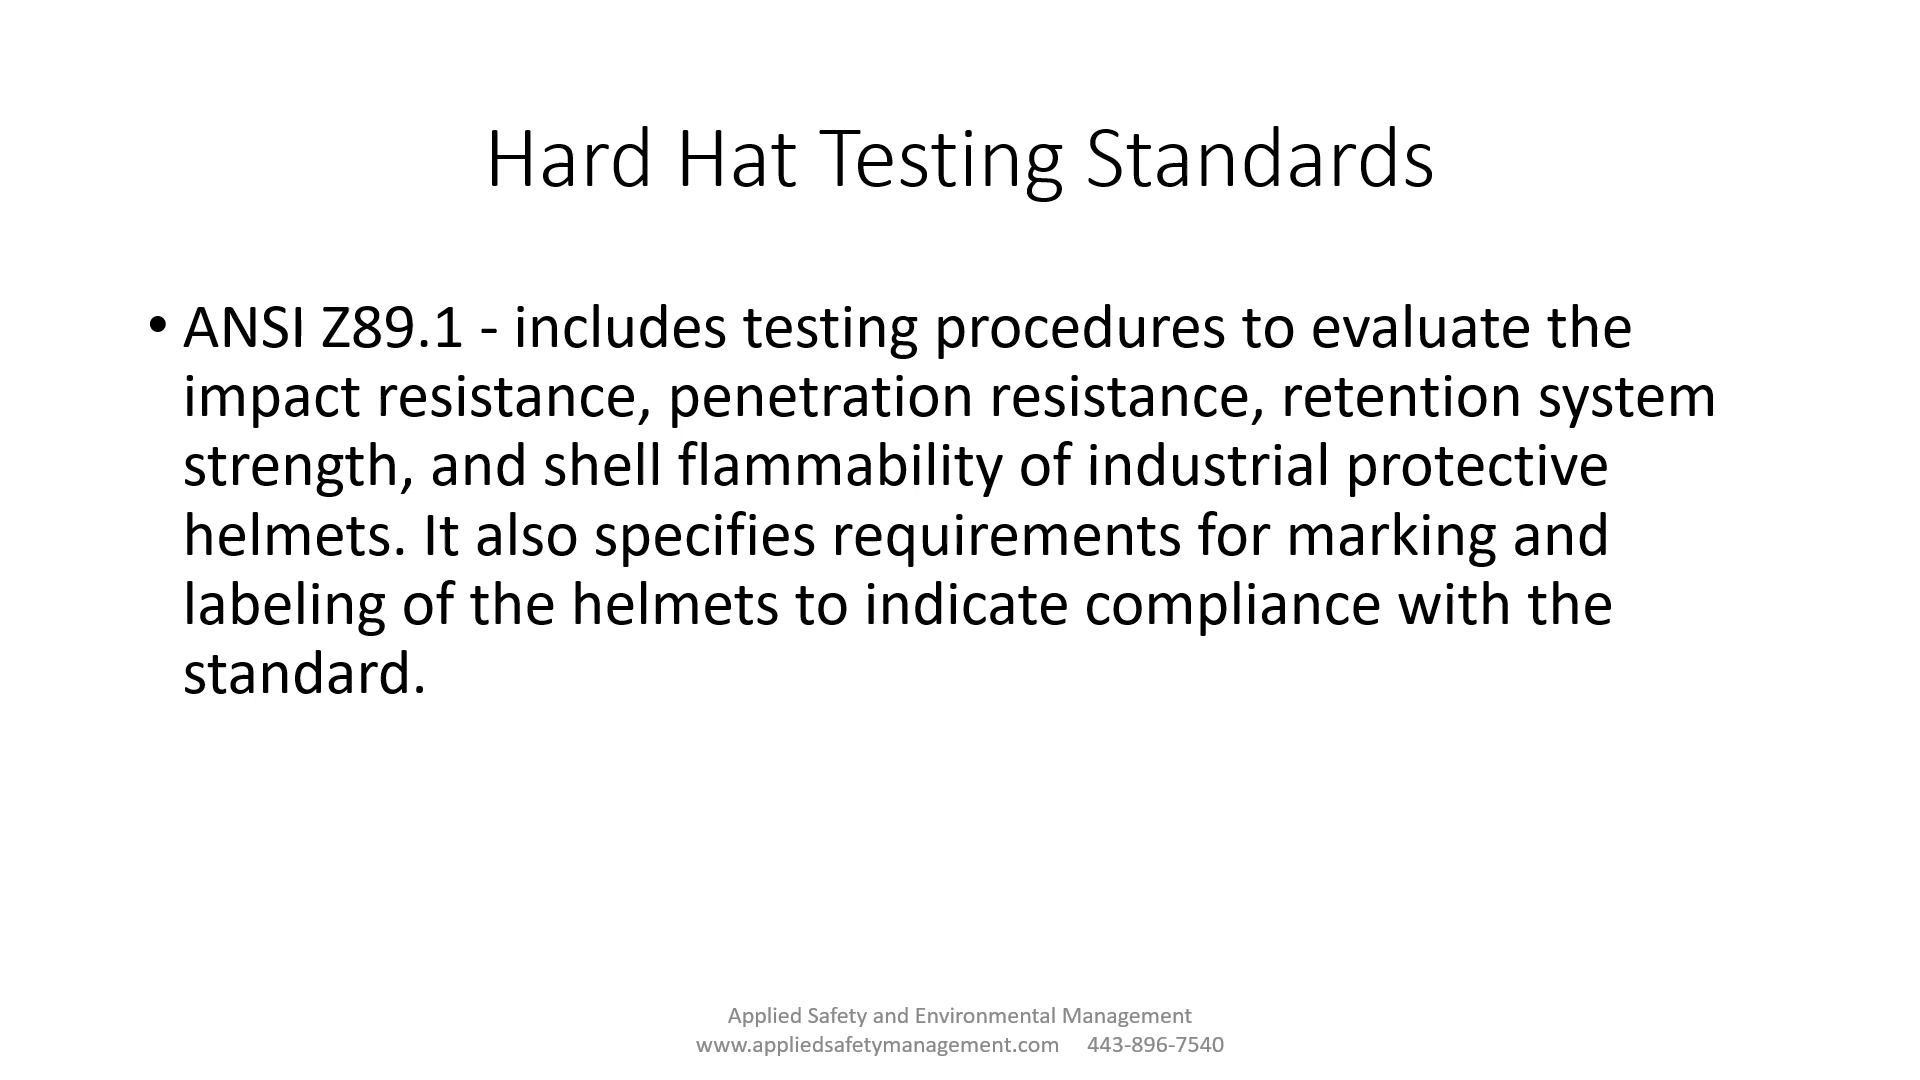 Hard Hat Testing Standards
• ANSI Z89.1 - includes testing procedures to evaluate the
impact resistance, penetration resistance, retention system
strength, and shell flammability of industrial protective
helmets. It also specifies requirements for marking and
labeling of the helmets to indicate compliance with the
standard.
Applied Safety and Environmental Management
www.appliedsafetymanagement.com 443-896-7540